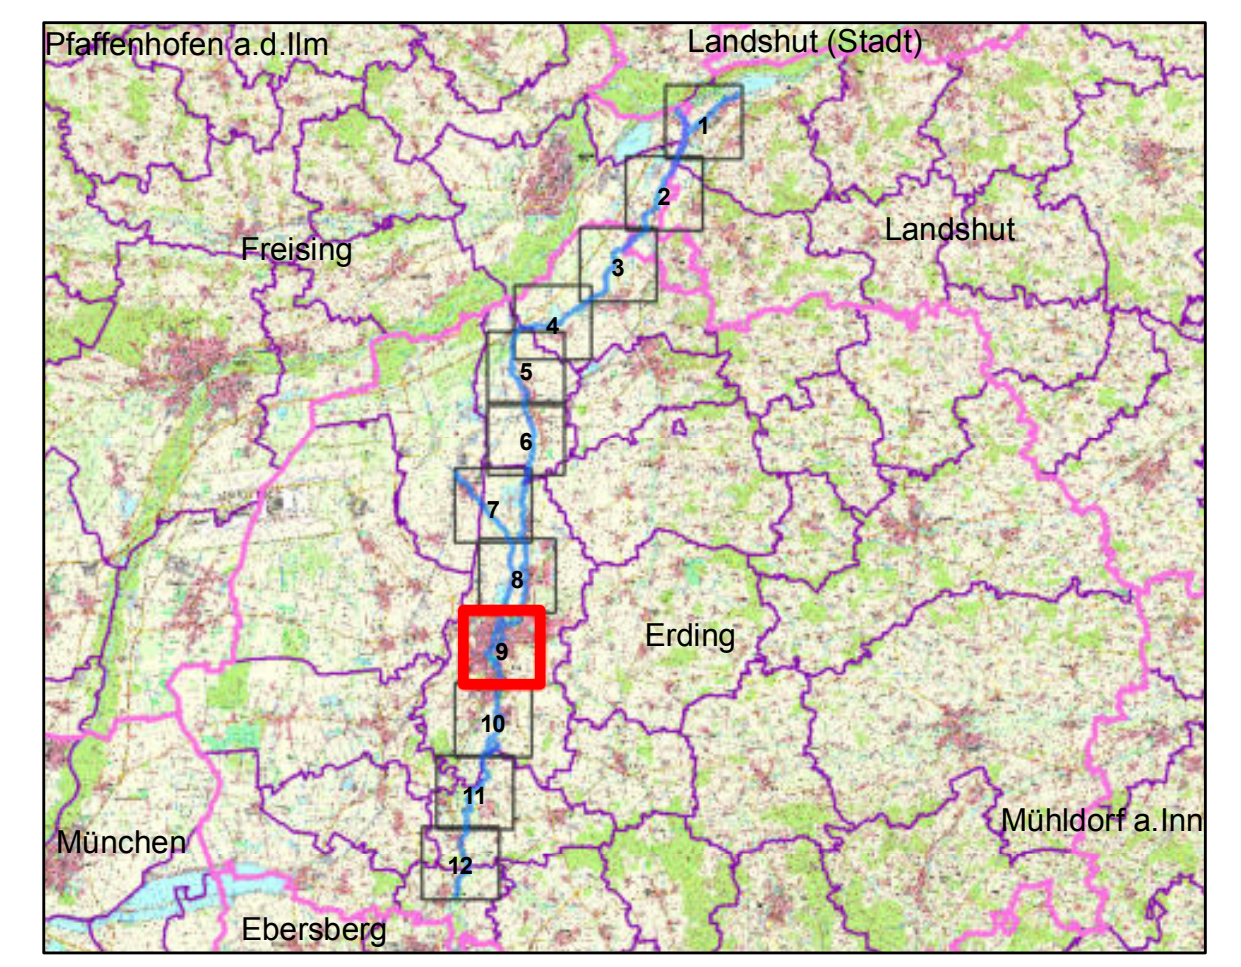 Pfaffenhofen a.d.Ilm
Landshut (Stadt)
1
2
Landshut
Freising
3
4
5
6
7
8
Erding
9
10
11
Mühldorf a.Inn
München
12
Ebersberg